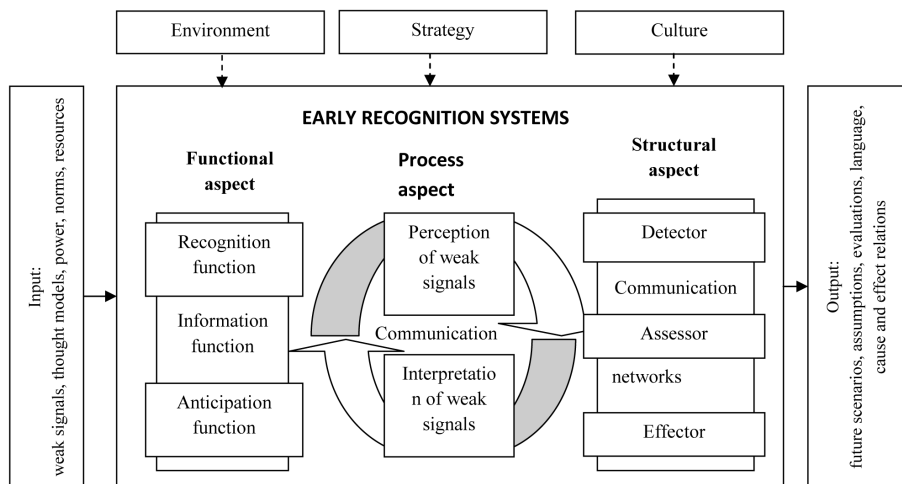 Environment
Strategy
Culture
Input:
weak signals, thought models, power, norms, resources
EARLY RECOGNITION SYSTEMS
Functional
aspect
Recognition
function
Information
function
Anticipation
function
Process
aspect
Perception
of weak
signals
Communication
Interpretatio
n of weak
signals
Structural
aspect
Detector
Communication
Assessor
networks
Effector
Output:
future scenarios, assumptions, evaluations, language,
cause and effect relations